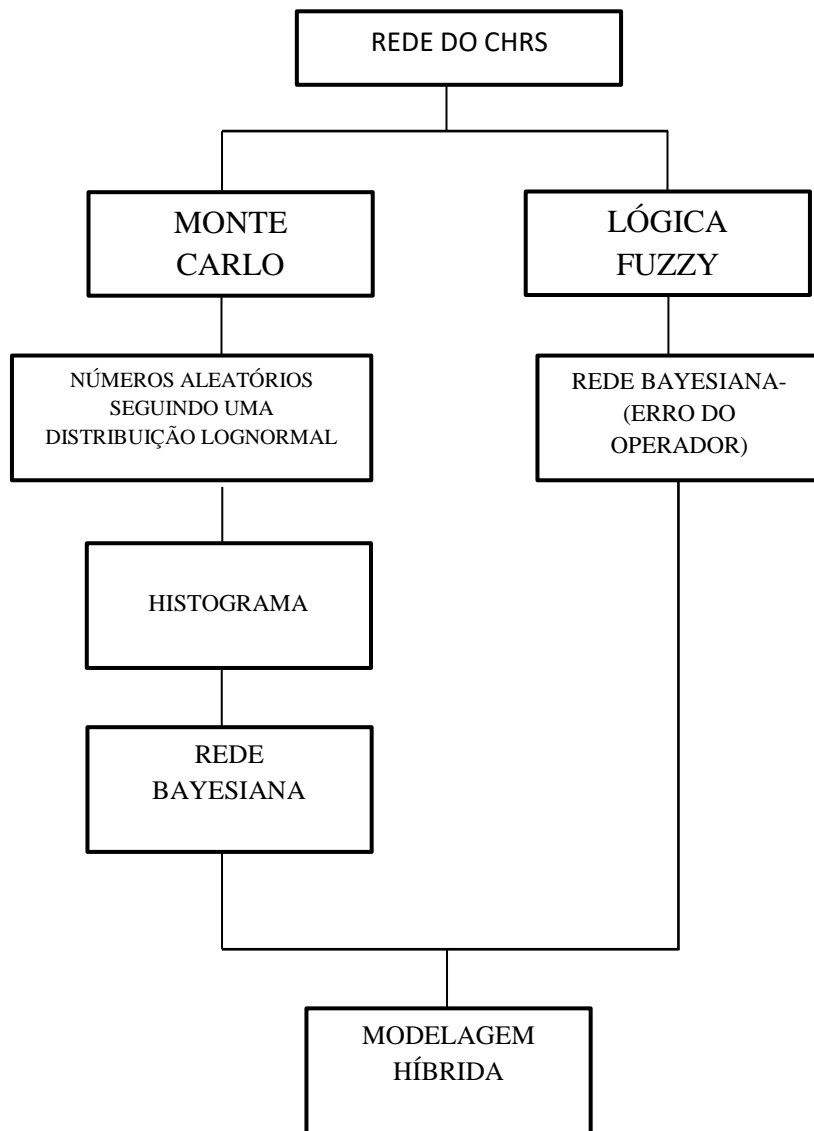 REDE DO CHRS
MONTE
CARLO
LÓGICA
FUZZY
NÚMEROS ALEATÓRIOS
SEGUINDO UMA
DISTRIBUIÇÃO LOGNORMAL
REDE BAYESIANA-
(ERRO DO
OPERADOR)
HISTOGRAMA
REDE
BAYESIANA
MODELAGEM
HÍBRIDA